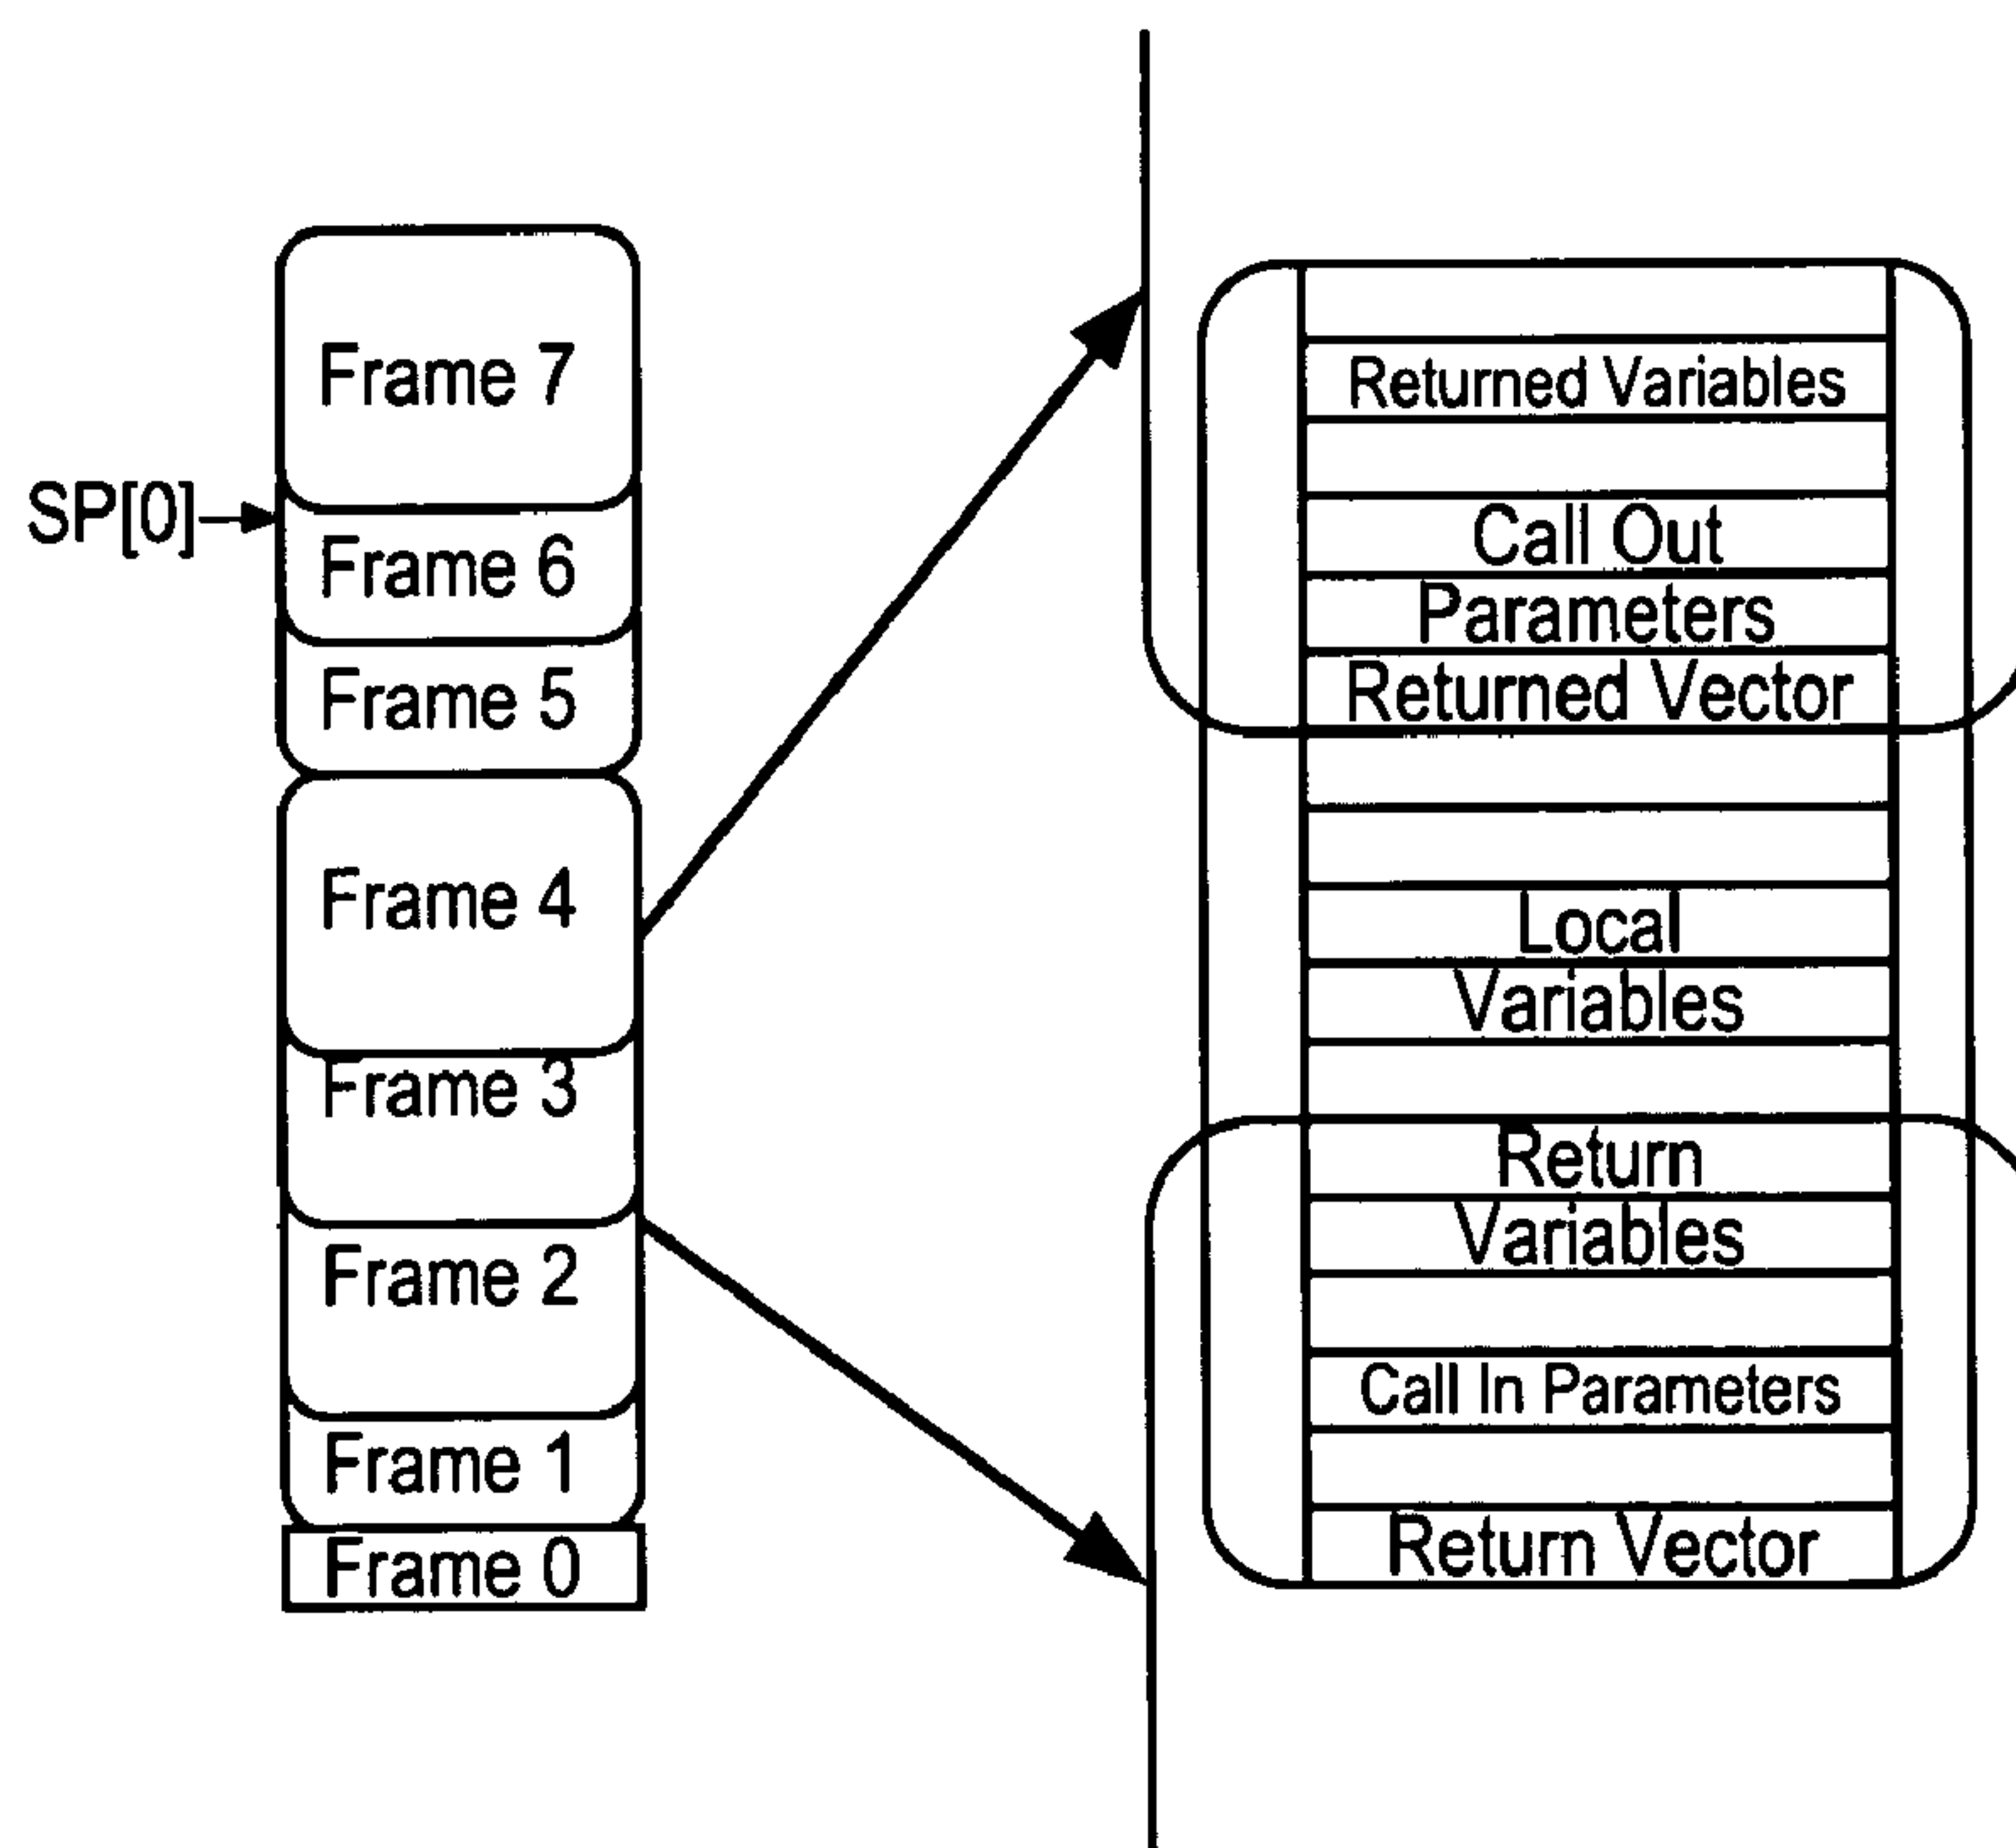 Frame 7
SP[0]
Frame 6
Frame 5
Frame 4
Frame 3
Frame 2
Frame 1
Frame 0
Returned Variables
Call Out
Parameters
Returned Vector
Local
Variables
Return
Variables
Call In Parameters
Return Vector